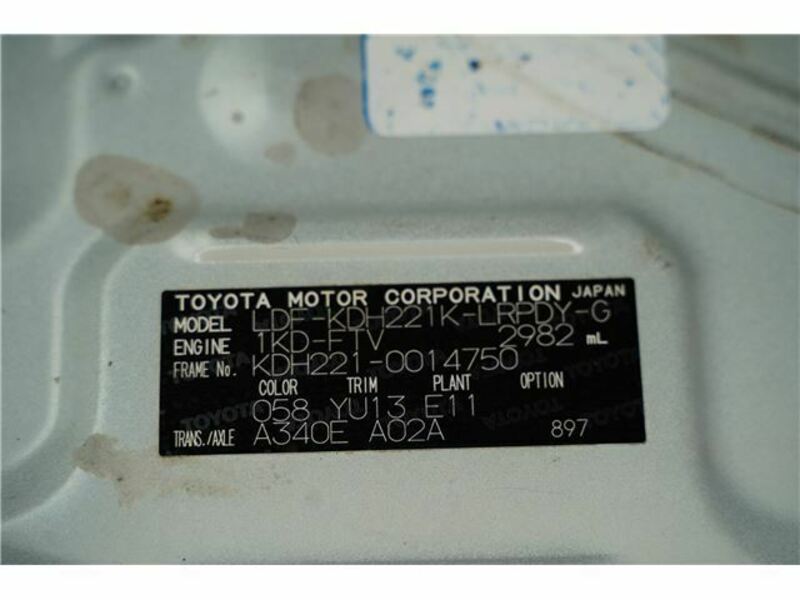 TOYOTA MOTOR CORPORATION JAPAN
MODEL LDF-KDH221K-LRPDY-G
ENGINE 1KD-FTV 2982 mL
FRAME No. KDH221-0014750
COLOR TRIM PLANT OPTION
058 YU13 E11
TRANS./AXLE A340E A02A 897